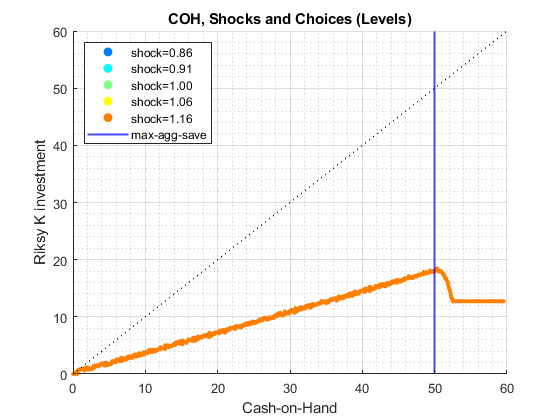 COH, Shocks and Choices (Levels)
60
50
40
30
20
10
0
Riksy K investment
shock=0.86
shock=0.91
shock=1.00
shock=1.06
shock=1.16
max-agg-save
0 10 20 30 40 50 60
Cash-on-Hand